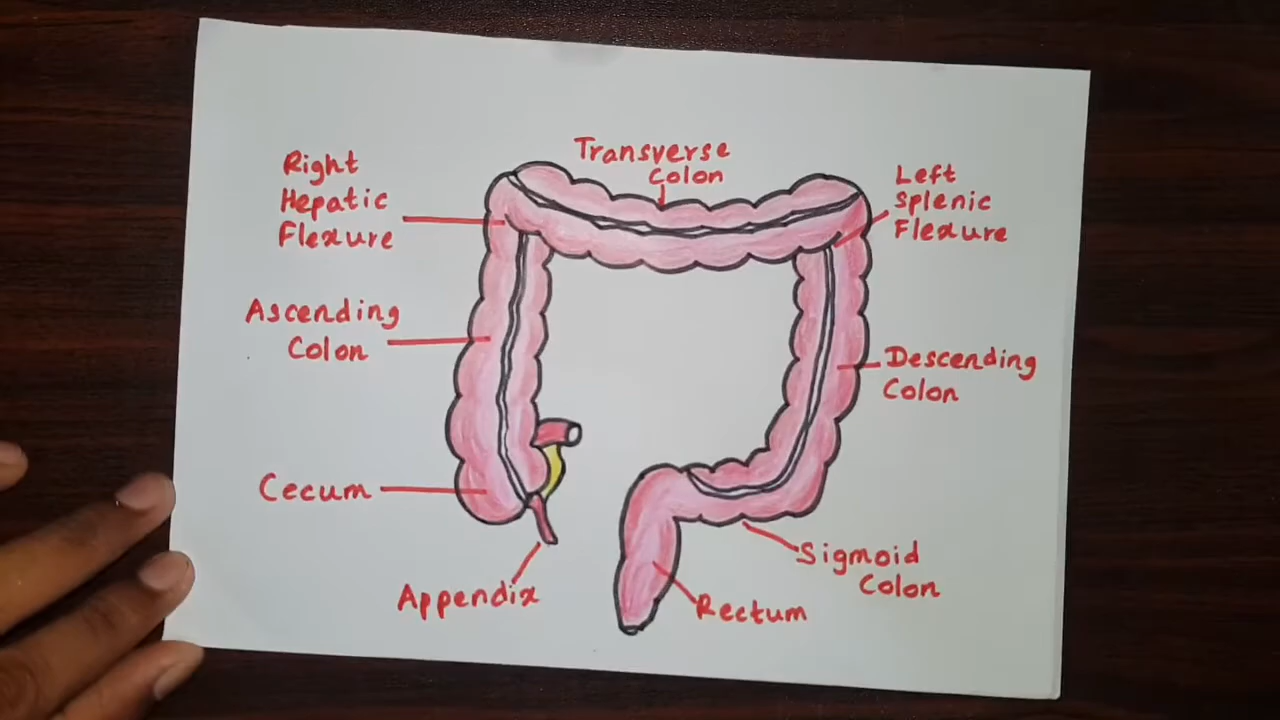 Right
Hepatic
Flexure
Transverse
Colon
Left
Splenic
Flexure
Ascending
Colon
Descending
Colon
Cecum
Appendix
Sigmoid
Colon
Rectum